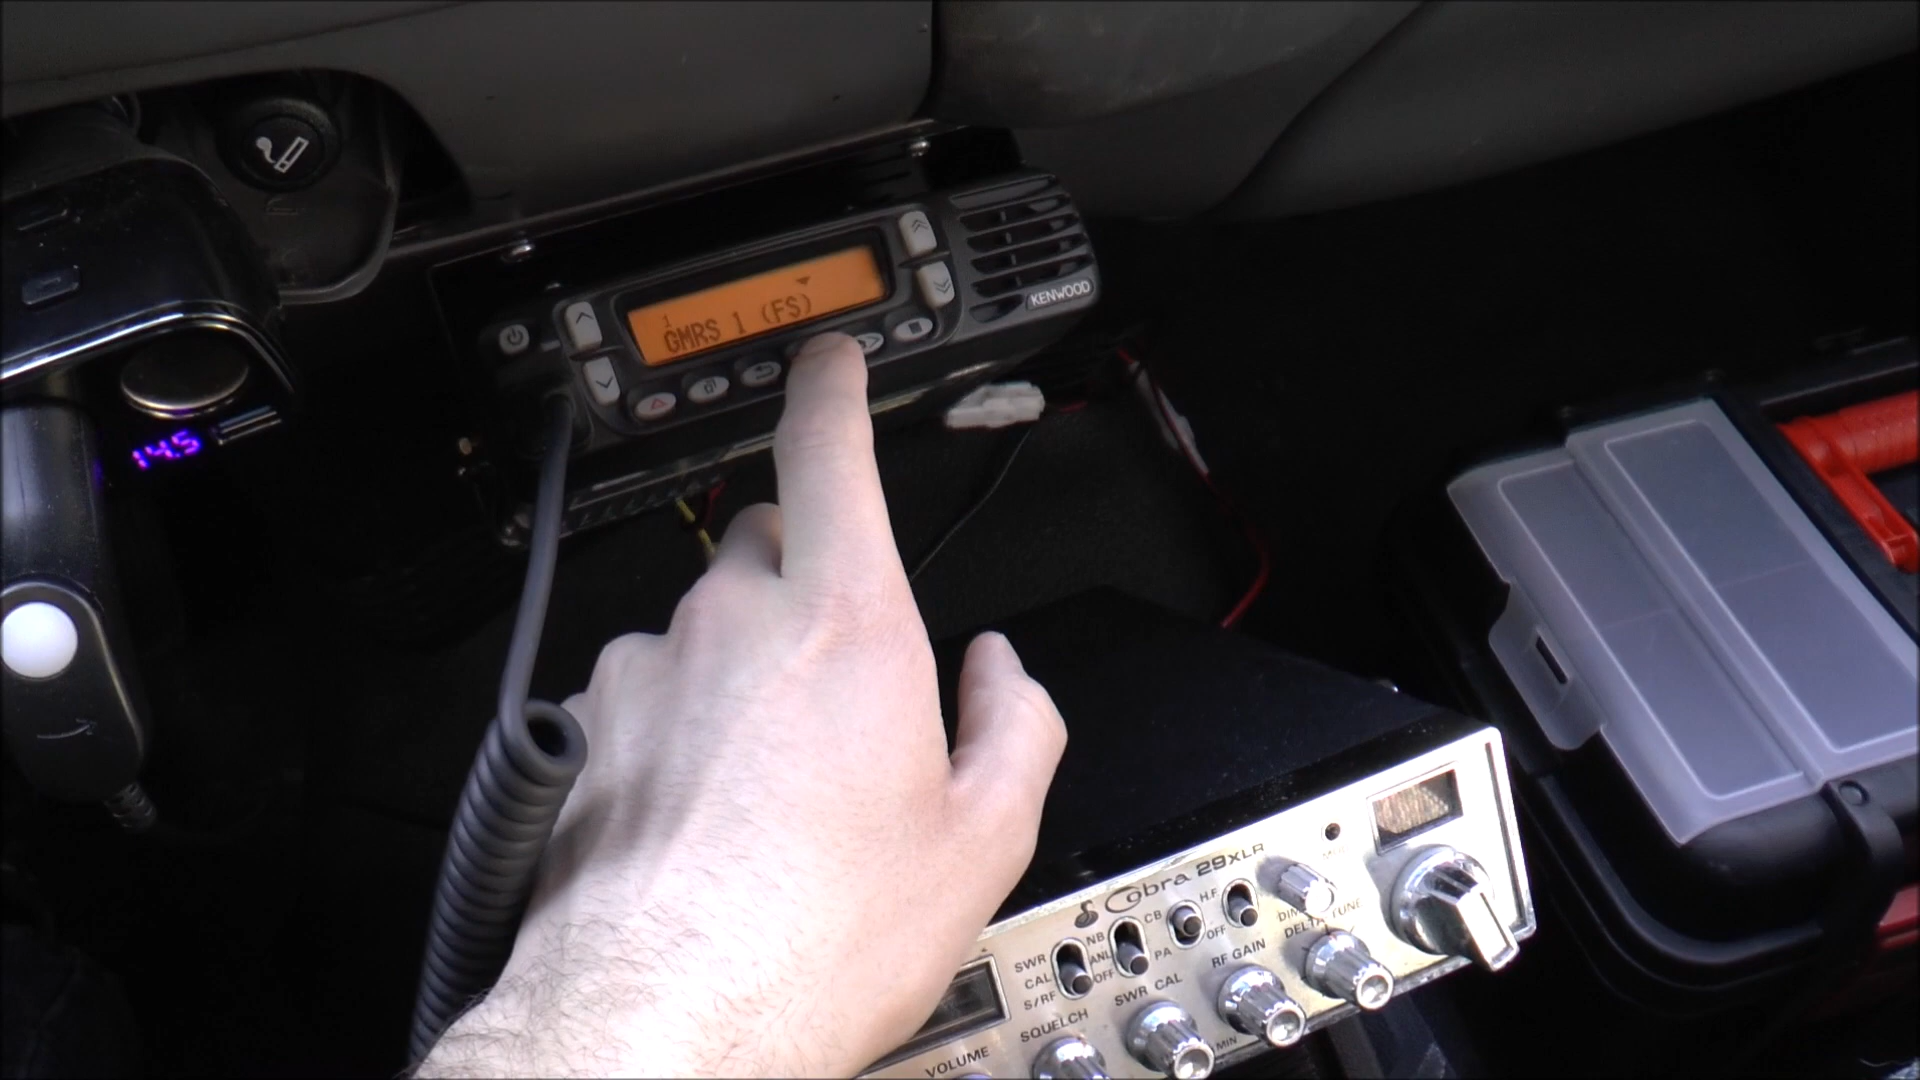 1
GMRS 1 (FS)
KENWOOD
14.5
Cobra 29XLR
SWR
CAL
S/RF
NB
ANL
OFF
CB
PA
H.F.
OFF
DELTA TUNE
RF GAIN
SWR CAL
SQUELCH
MIN
VOLUME